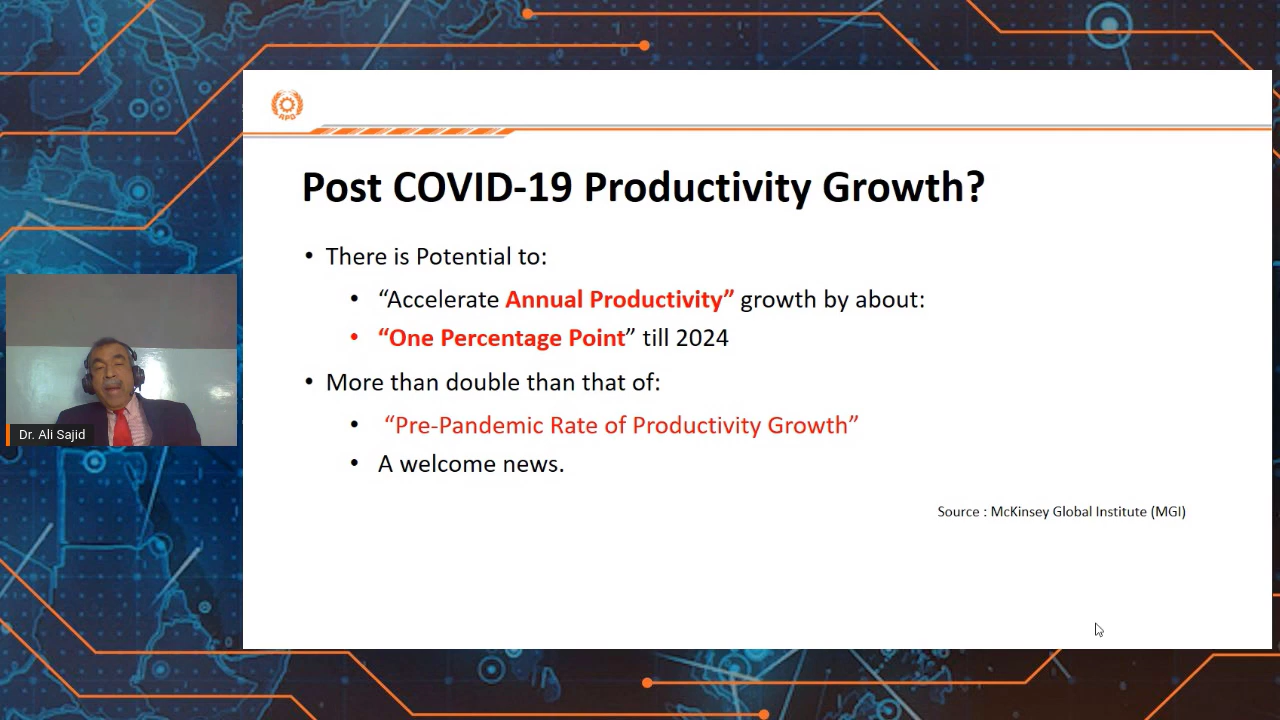 APO
Post COVID-19 Productivity Growth?
• There is Potential to:
• “Accelerate Annual Productivity” growth by about:
• “One Percentage Point” till 2024
• More than double than that of:
• “Pre-Pandemic Rate of Productivity Growth”
• A welcome news.
Source : McKinsey Global Institute (MGI)
Dr. Ali Sajid